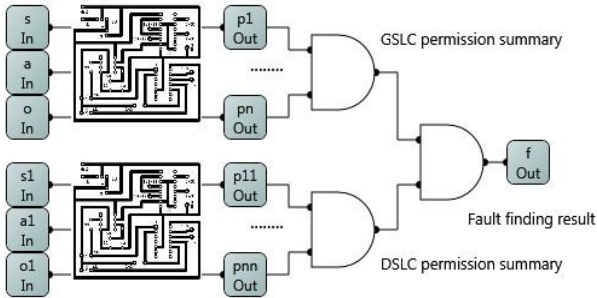 s
In
a
In
o
In
p1
Out
........
pn
Out
GSLC permission summary
s1
In
a1
In
o1
In
p11
Out
........
pnn
Out
DSLC permission summary
f
Out
Fault finding result